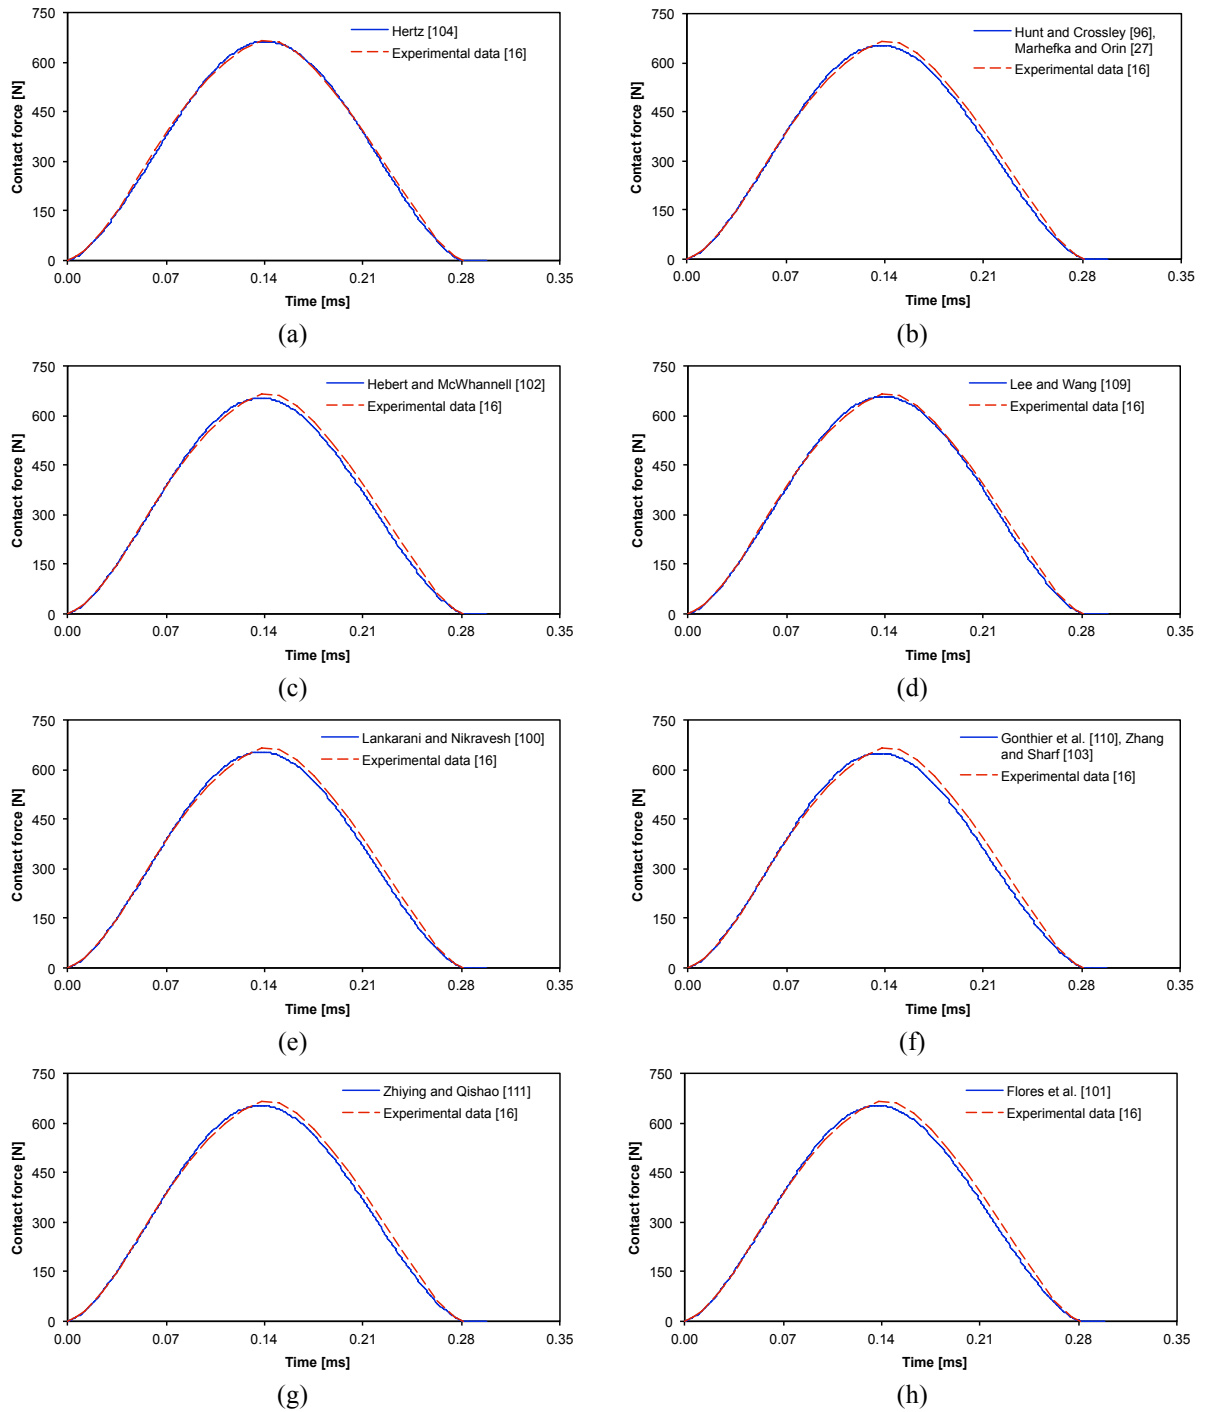 750
600
450
300
150
0
Contact force [N]
Hertz [104]
Experimental data [16]
0.00 0.07 0.14 0.21 0.28 0.35
Time [ms]
(a)
750
600
450
300
150
0
Contact force [N]
Hunt and Crossley [96],
Marhefka and Orin [27]
Experimental data [16]
0.00 0.07 0.14 0.21 0.28 0.35
Time [ms]
(b)
750
600
450
300
150
0
Contact force [N]
Hebert and McWhannell [102]
Experimental data [16]
0.00 0.07 0.14 0.21 0.28 0.35
Time [ms]
(c)
750
600
450
300
150
0
Contact force [N]
Lee and Wang [109]
Experimental data [16]
0.00 0.07 0.14 0.21 0.28 0.35
Time [ms]
(d)
750
600
450
300
150
0
Contact force [N]
Lankarani and Nikravesh [100]
Experimental data [16]
0.00 0.07 0.14 0.21 0.28 0.35
Time [ms]
(e)
750
600
450
300
150
0
Contact force [N]
Gonthier et al. [110], Zhang
and Sharf [103]
Experimental data [16]
0.00 0.07 0.14 0.21 0.28 0.35
Time [ms]
(f)
750
600
450
300
150
0
Contact force [N]
Zhiying and Qishao [111]
Experimental data [16]
0.00 0.07 0.14 0.21 0.28 0.35
Time [ms]
(g)
750
600
450
300
150
0
Contact force [N]
Flores et al. [101]
Experimental data [16]
0.00 0.07 0.14 0.21 0.28 0.35
Time [ms]
(h)